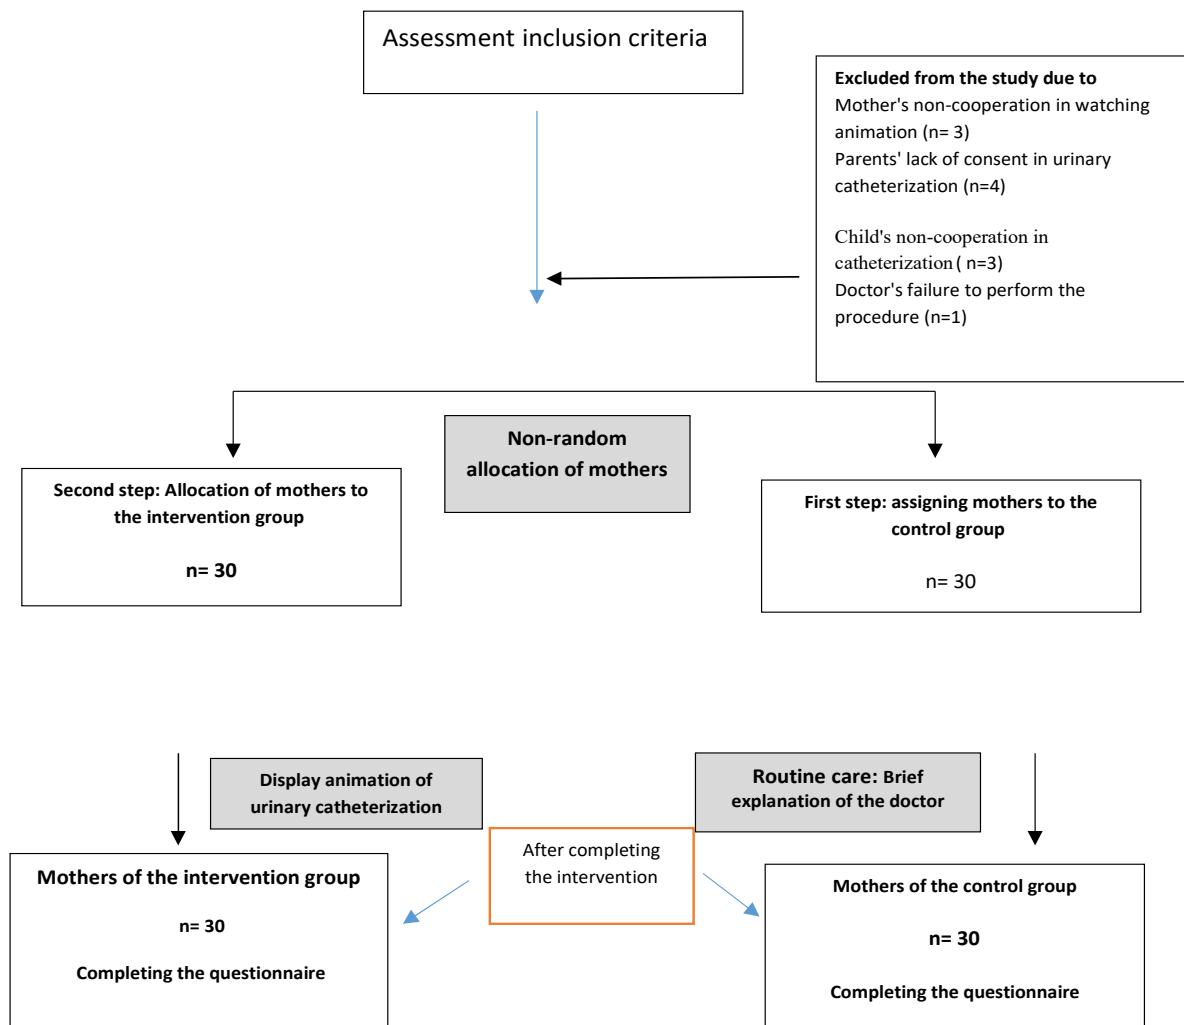 Assessment inclusion criteria
Excluded from the study due to
Mother's non-cooperation in watching
animation (n= 3)
Parents' lack of consent in urinary
catheterization (n=4)
Child's non-cooperation in
catheterization ( n=3)
Doctor's failure to perform the
procedure (n=1)
Non-random
allocation of mothers
Second step: Allocation of mothers to
the intervention group
n= 30
First step: assigning mothers to the
control group
n= 30
Display animation of
urinary catheterization
Routine care: Brief
explanation of the doctor
After completing
the intervention
Mothers of the intervention group
n= 30
Completing the questionnaire
Mothers of the control group
n= 30
Completing the questionnaire